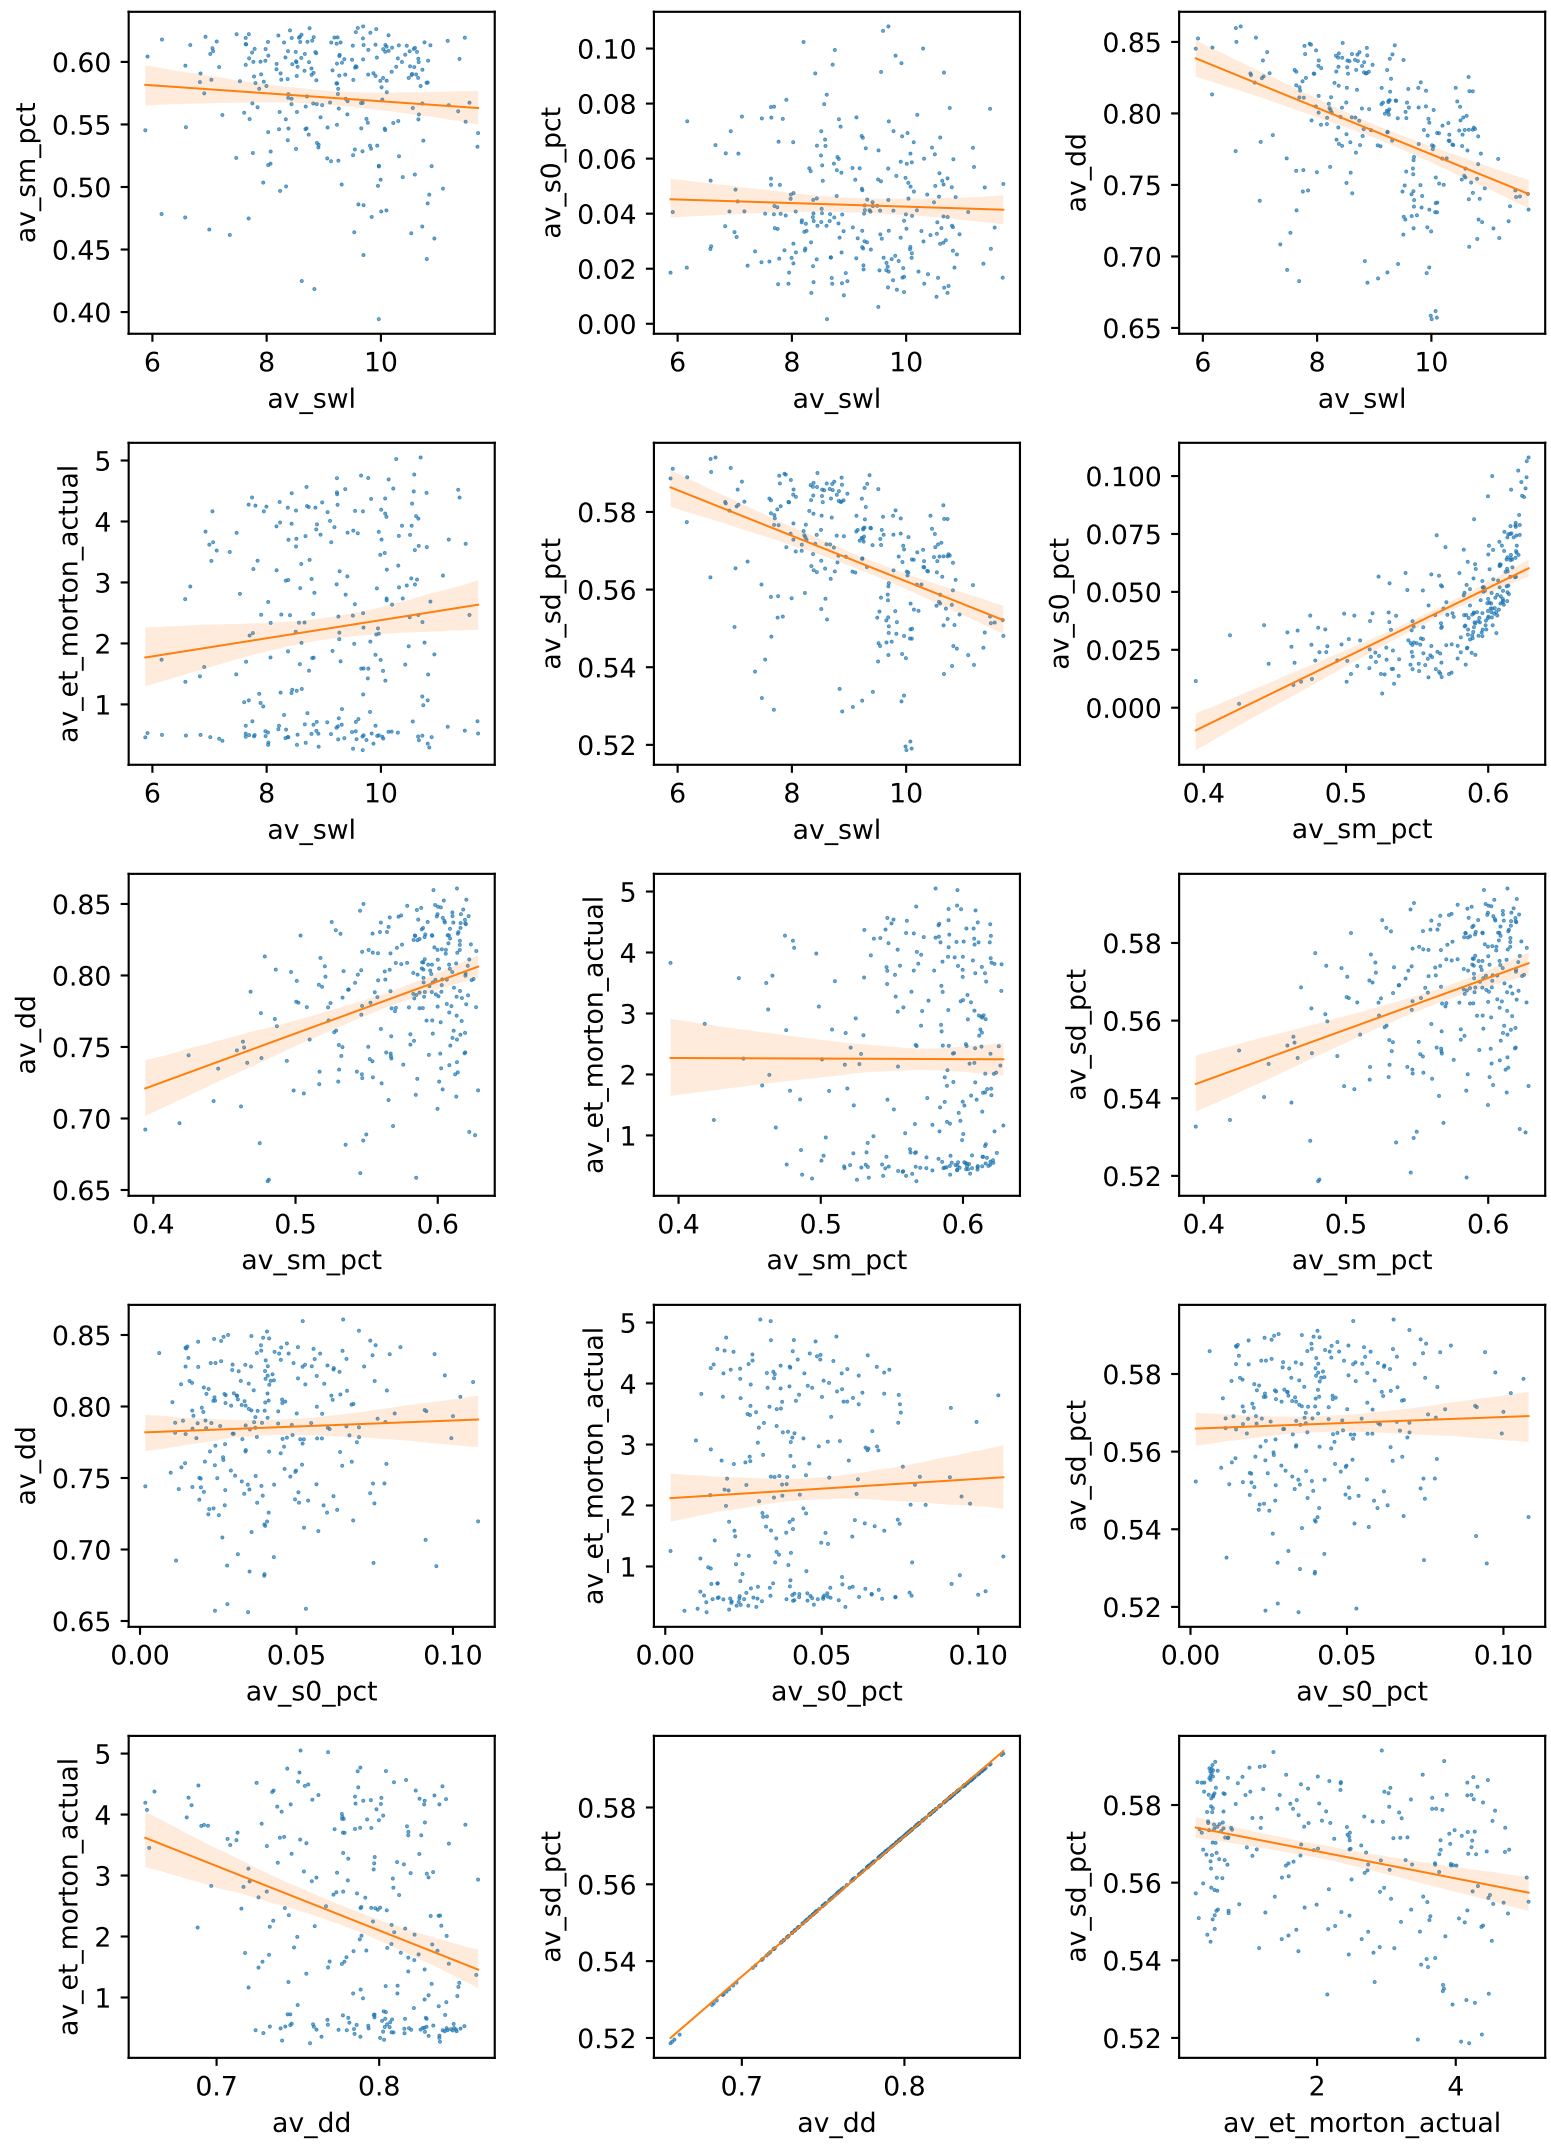 0.60
0.55
0.50
0.45
0.40
av_sm_pct
6 8 10
av_swl
0.10
0.08
0.06
0.04
0.02
0.00
av_s0_pct
6 8 10
av_swl
0.85
0.80
0.75
0.70
0.65
av_dd
6 8 10
av_swl
5
4
3
2
1
av_et_morton_actual
6 8 10
av_swl
0.58
0.56
0.54
0.52
av_sd_pct
6 8 10
av_swl
0.100
0.075
0.050
0.025
0.000
av_s0_pct
0.4 0.5 0.6
av_sm_pct
0.85
0.80
0.75
0.70
0.65
av_dd
0.4 0.5 0.6
av_sm_pct
5
4
3
2
1
av_et_morton_actual
0.4 0.5 0.6
av_sm_pct
0.58
0.56
0.54
0.52
av_sd_pct
0.4 0.5 0.6
av_sm_pct
0.85
0.80
0.75
0.70
0.65
av_dd
0.00 0.05 0.10
av_s0_pct
5
4
3
2
1
av_et_morton_actual
0.00 0.05 0.10
av_s0_pct
0.58
0.56
0.54
0.52
av_sd_pct
0.00 0.05 0.10
av_s0_pct
5
4
3
2
1
av_et_morton_actual
0.7 0.8
av_dd
0.58
0.56
0.54
0.52
av_sd_pct
0.7 0.8
av_dd
0.58
0.56
0.54
0.52
av_sd_pct
2 4
av_et_morton_actual